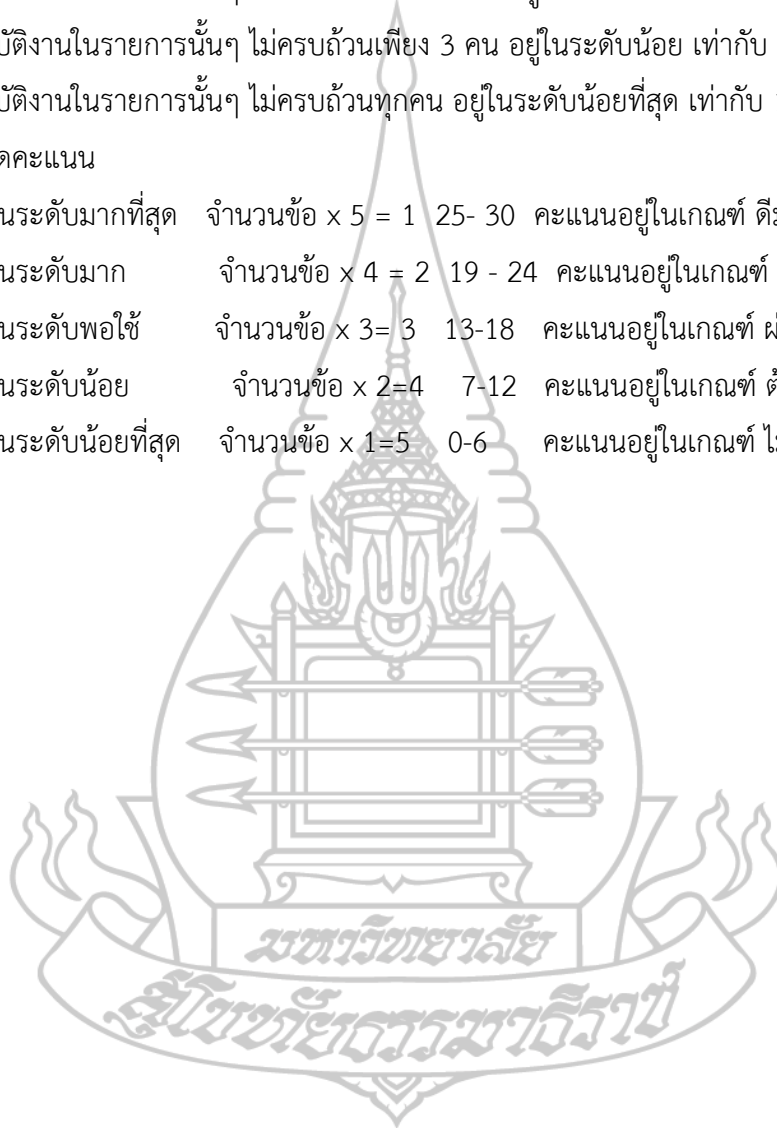 บัติงานในรายการนั้นๆ ไม่ครบถ้วนเพียง 3 คน อยู่ในระดับน้อย เท่ากับ
บัติงานในรายการนั้นๆ ไม่ครบถ้วนทุกคน อยู่ในระดับน้อยที่สุด เท่ากับ
คะแนน
นระดับมากที่สุด จำนวนข้อ x 5 = 1 25- 30 คะแนนอยู่ในเกณฑ์
นระดับมาก จำนวนข้อ x 4 = 2 19 - 24 คะแนนอยู่ในเกณฑ์
นระดับพอใช้ จำนวนข้อ x 3= 3 13-18 คะแนนอยู่ในเกณฑ์
นระดับน้อย จำนวนข้อ x 2=4 7-12 คะแนนอยู่ในเกณฑ์
นระดับน้อยที่สุด จำนวนข้อ x 1=5 0-6 คะแนนอยู่ในเกณฑ์
มหาวิทยาลัย
สุโขทัยธรรมาธิราช